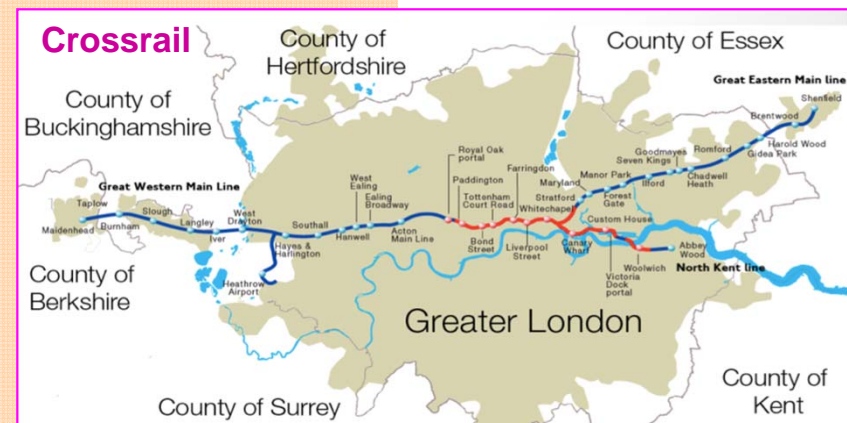 Crossrail
County of
Hertfordshire
County of Essex
Great Eastern Main line
Shenfield
Brentwood
Harold Wood
Gidea Park
Romford
Chadwell
Heath
Goodmayes
Seven Kings
Ilford
Manor Park
Forest
Gate
Maryland
Stratford
County of
Buckinghamshire
Great Western Main Line
Taplow
Maidenhead
Burnham
Slough
Langley
Iver
West
Drayton
Hayes &
Harlington
Heathrow
Airport
Southall
Hanwell
West
Ealing
Ealing
Broadway
Acton
Main Line
Royal Oak
portal
Paddington
Bond
Street
Tottenham
Court Read
Farringdon
Liverpool
Street
Whitechapel
Canary
Wharf
Custom House
Victoria
Dock
portal
Woolwich
Abbey
Wood
North Kent line
County of
Berkshire
Greater London
County of Surrey
County of
Kent